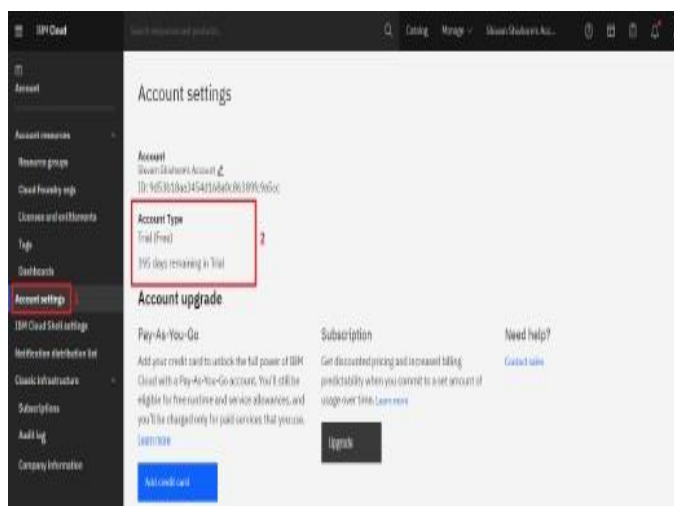 IBM Cloud
Search resources and products...
Catalog
Manage
Account
Account resources
Resource groups
Cloud Foundry orgs
Licenses and entitlements
Tags
Dashboards
Account settings 1
IBM Cloud Shell settings
Notification distribution list
Classic infrastructure
Subscriptions
Audit log
Company information
Account settings
Account
Account Type
Trial (Free)
2
395 days remaining in Trial
Account upgrade
Pay-As-You-Go
Add your credit card to unlock the full power of IBM
Cloud with a Pay-As-You-Go account. You'll still be
eligible for free runtime and service allowances, and
you'll be charged only for paid services that you use.
Learn more
Add credit card
Subscription
Get discounted pricing and increased billing
predictability when you commit to a set amount of
usage over time. Learn more
Upgrade
Need help?
Contact sales